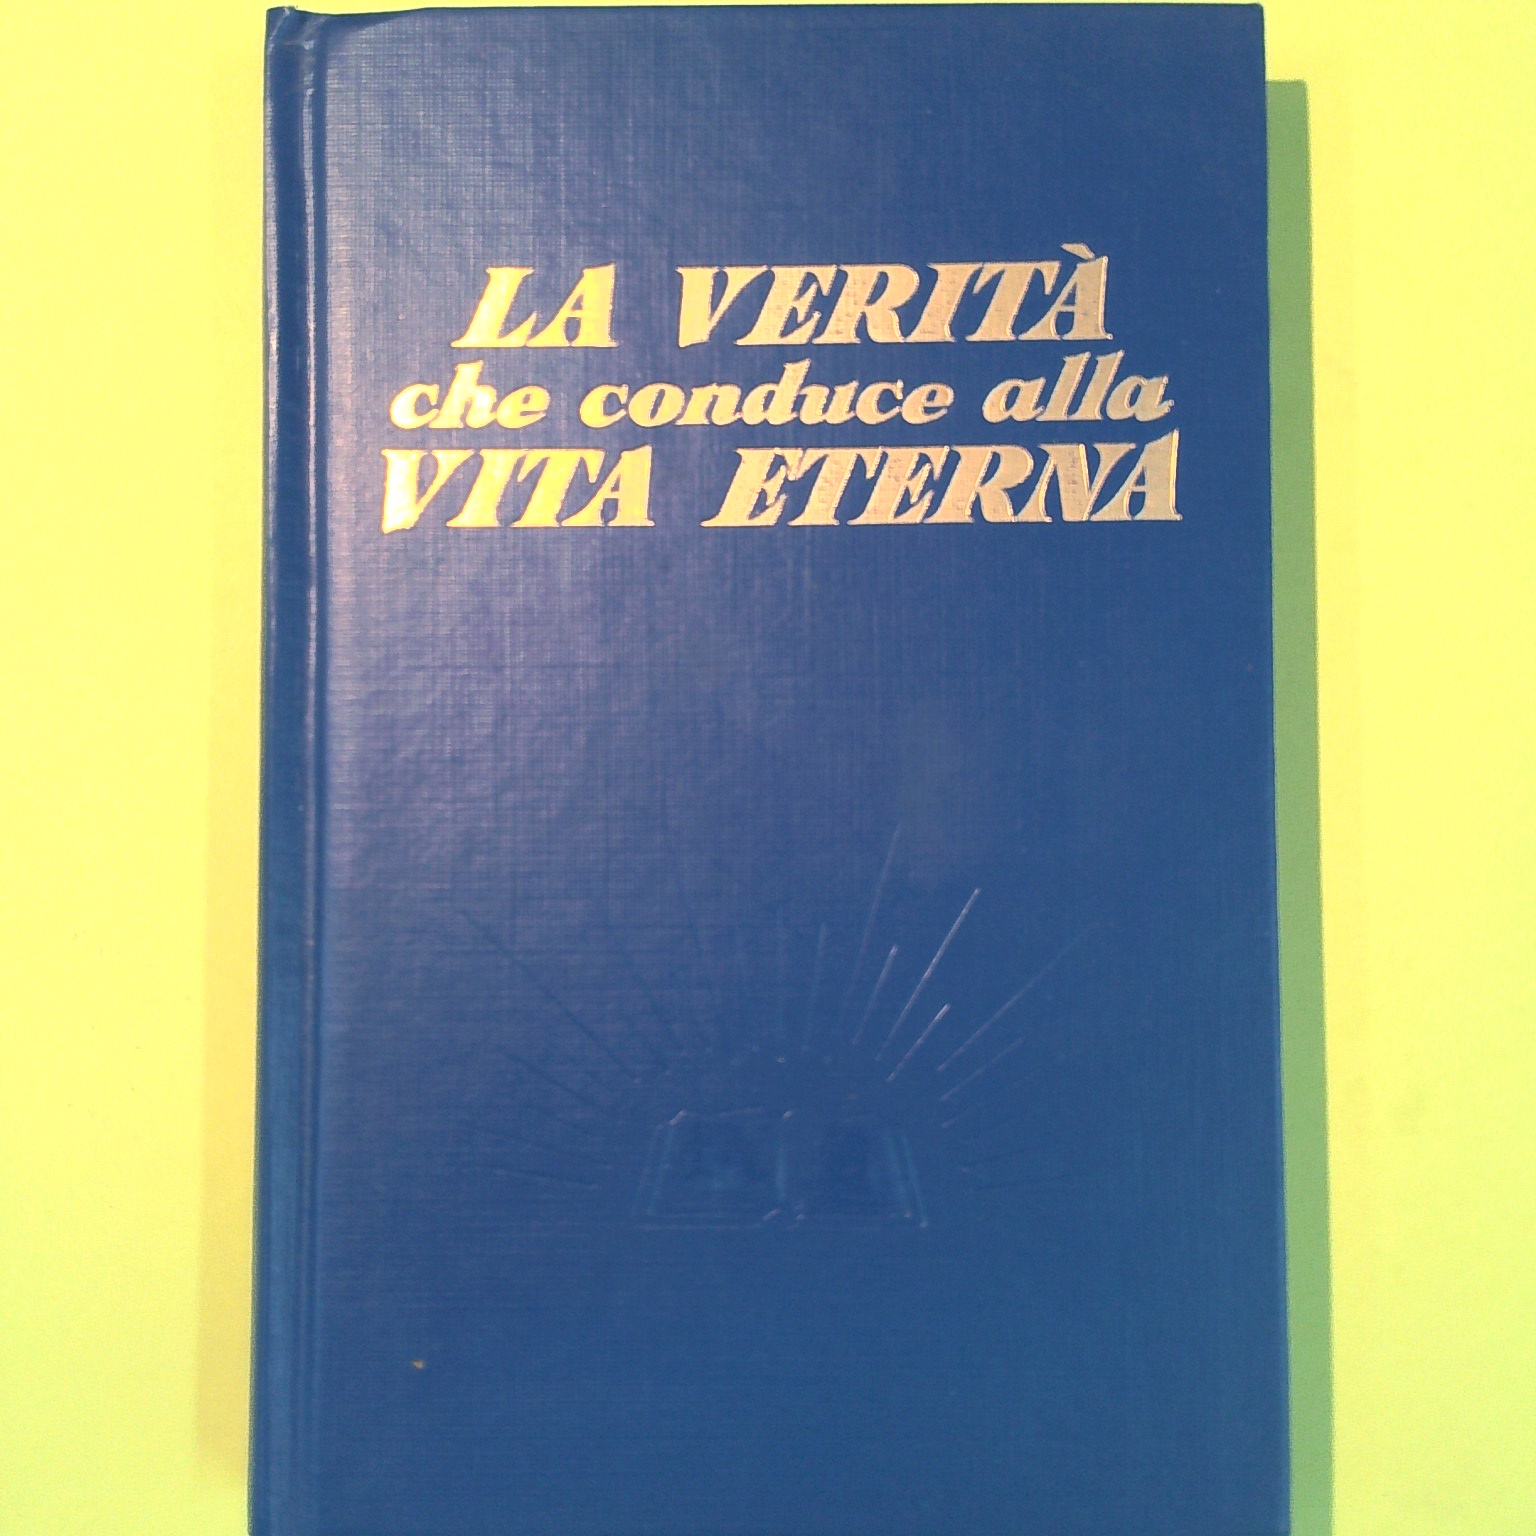 LA VERITÀ
che conduce alla
VITA ETERNA